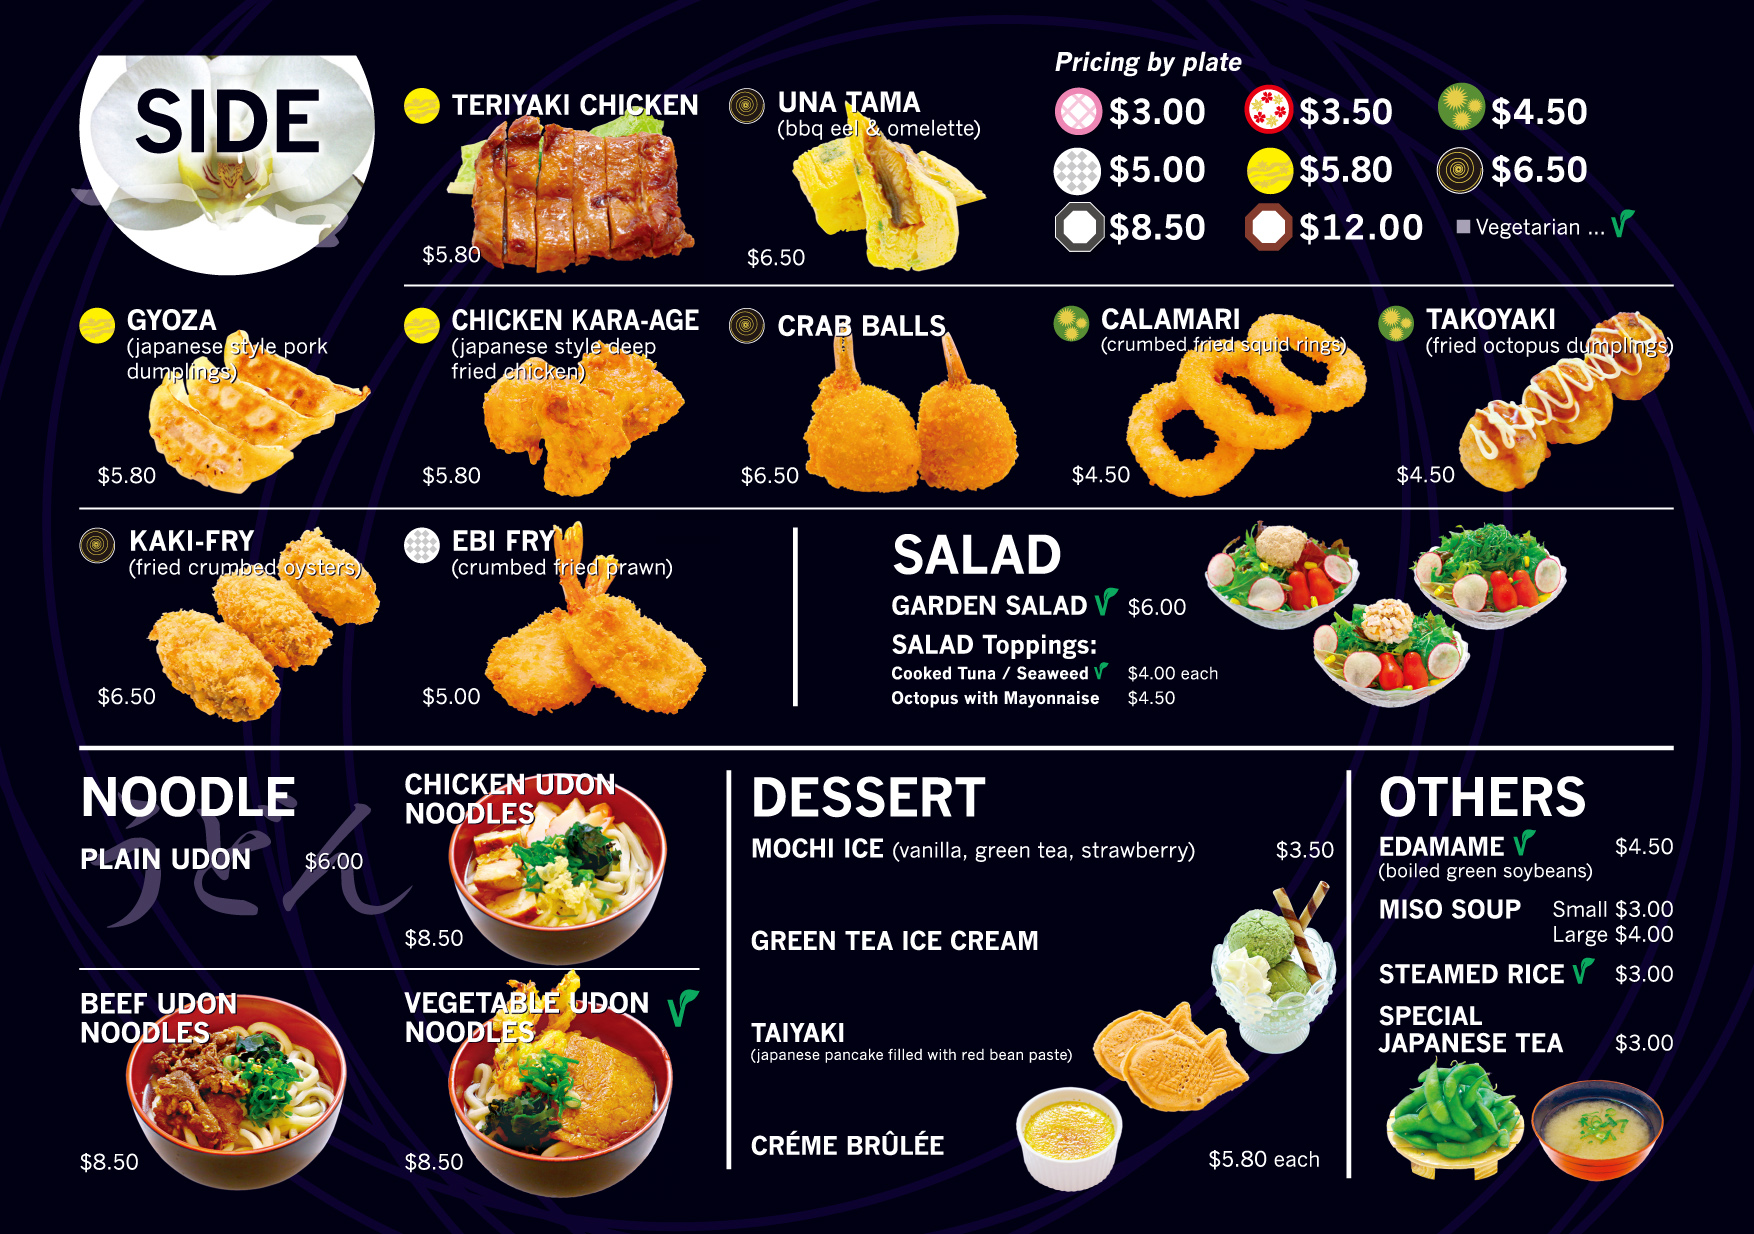 SIDE
TERIYAKI CHICKEN
$5.80
UNA TAMA
(bbq eel & omelette)
$6.50
Pricing by plate
$3.00 $3.50 $4.50
$5.00 $5.80 $6.50
$8.50 $12.00 Vegetarian ...
GYOZA
(japanese style pork
dumplings)
$5.80
CHICKEN KARA-AGE
(japanese style deep
fried chicken)
$5.80
CRAB BALLS
$6.50
CALAMARI
(crumbed fried squid rings)
$4.50
TAKOYAKI
(fried octopus dumplings)
$4.50
KAKI-FRY
(fried crumbed oysters)
$6.50
EBI FRY
(crumbed fried prawn)
$5.00
SALAD
GARDEN SALAD $6.00
SALAD Toppings:
Cooked Tuna / Seaweed $4.00 each
Octopus with Mayonnaise $4.50
NOODLE
うどん
PLAIN UDON $6.00
CHICKEN UDON
NOODLES
$8.50
BEEF UDON
NOODLES
$8.50
VEGETABLE UDON
NOODLES
$8.50
DESSERT
MOCHI ICE (vanilla, green tea, strawberry) $3.50
GREEN TEA ICE CREAM
TAIYAKI
(japanese pancake filled with red bean paste)
CRÉME BRÛLÉE
$5.80 each
OTHERS
EDAMAME $4.50
(boiled green soybeans)
MISO SOUP Small $3.00
Large $4.00
STEAMED RICE $3.00
SPECIAL
JAPANESE TEA $3.00